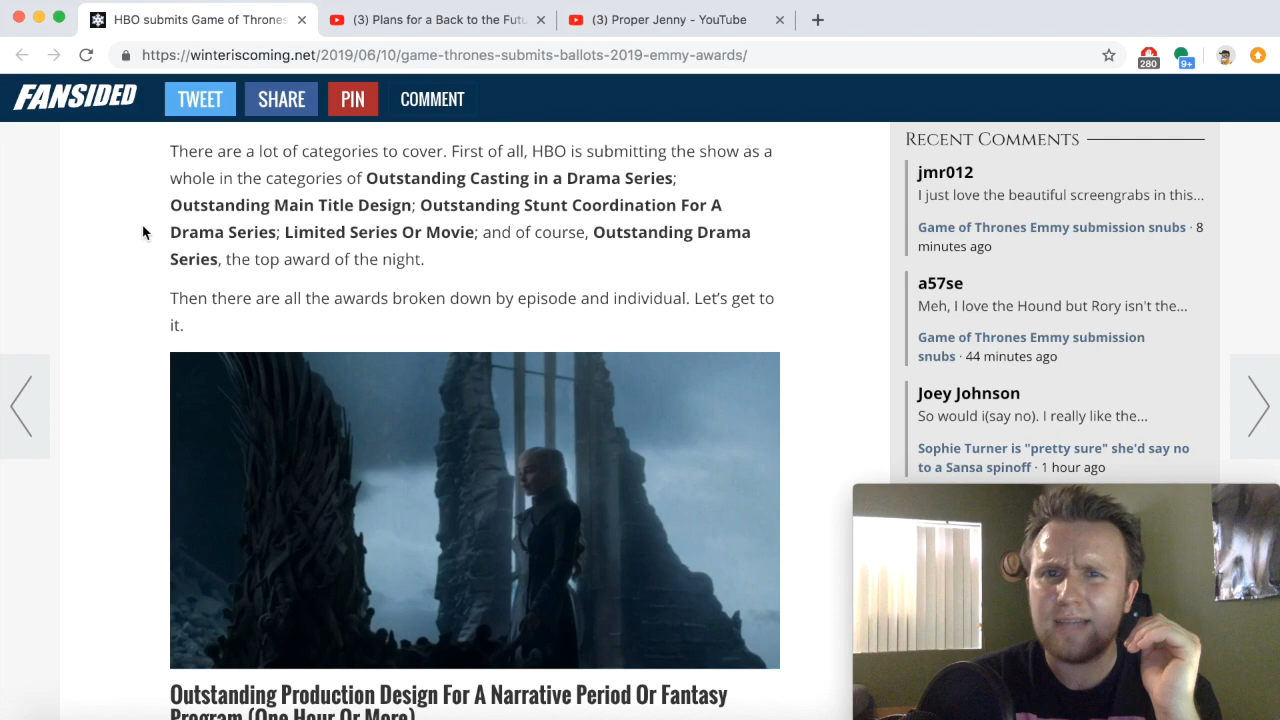 HBO submits Game of Thrones
(3) Plans for a Back to the Futu
(3) Proper Jenny - YouTube
https://winteriscoming.net/2019/06/10/game-thrones-submits-ballots-2019-emmy-awards/
280
9+
FANSIDED
TWEET
SHARE
PIN
COMMENT
There are a lot of categories to cover. First of all, HBO is submitting the show as a
whole in the categories of Outstanding Casting in a Drama Series;
Outstanding Main Title Design; Outstanding Stunt Coordination For A
Drama Series; Limited Series Or Movie; and of course, Outstanding Drama
Series, the top award of the night.
Then there are all the awards broken down by episode and individual. Let’s get to
it.
Outstanding Production Design For A Narrative Period Or Fantasy
Program (One Hour Or More)
RECENT COMMENTS
jmr012
I just love the beautiful screengrabs in this...
Game of Thrones Emmy submission snubs · 8
minutes ago
a57se
Meh, I love the Hound but Rory isn't the...
Game of Thrones Emmy submission
snubs · 44 minutes ago
Joey Johnson
So would i(say no). I really like the...
Sophie Turner is "pretty sure" she'd say no
to a Sansa spinoff · 1 hour ago